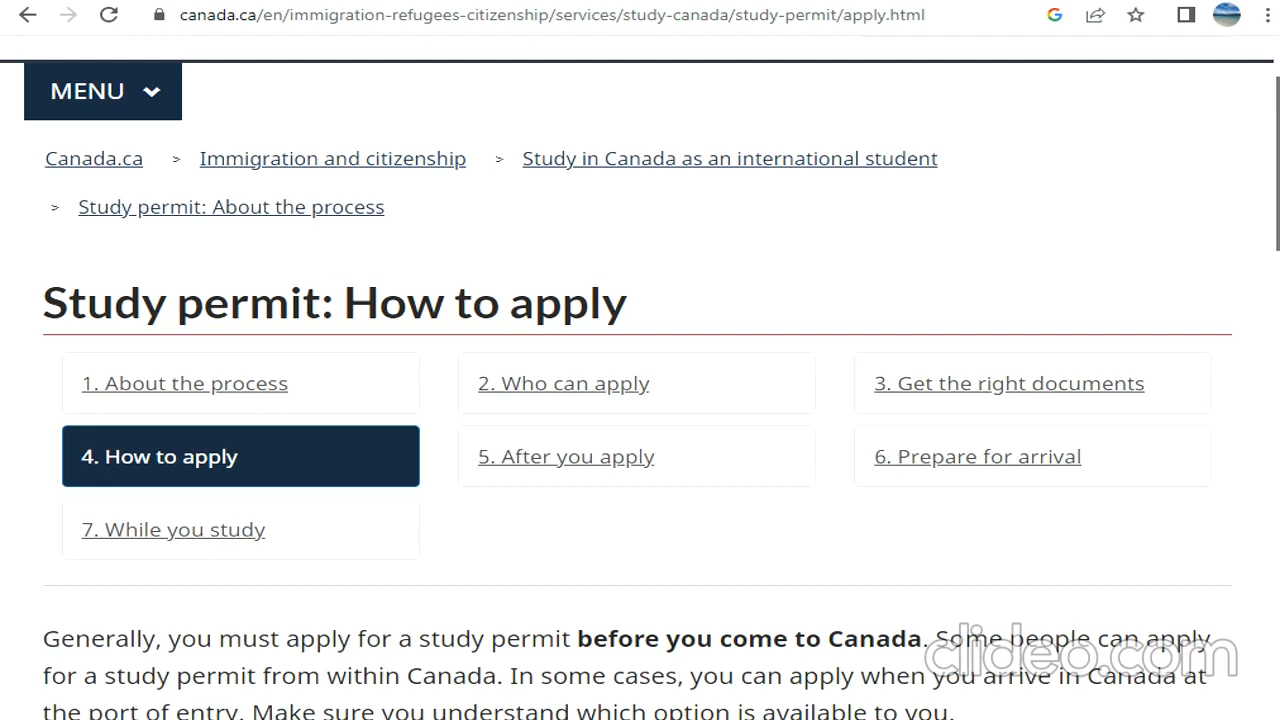 canada.ca/en/immigration-refugees-citizenship/services/study-canada/study-permit/apply.html
MENU
Canada.ca > Immigration and citizenship > Study in Canada as an international student
> Study permit: About the process
Study permit: How to apply
1. About the process
2. Who can apply
3. Get the right documents
4. How to apply
5. After you apply
6. Prepare for arrival
7. While you study
Generally, you must apply for a study permit before you come to Canada. Some people can apply
for a study permit from within Canada. In some cases, you can apply when you arrive in Canada at
the port of entry. Make sure you understand which option is available to you.
clideo.com